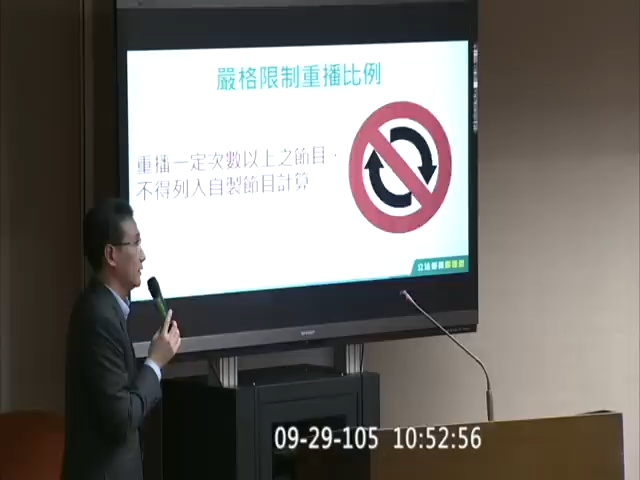 嚴格限制重播比例
重播一定次數以上之節目，
不得列入自製節目計算
SHARP
09-29-105 10:52:56